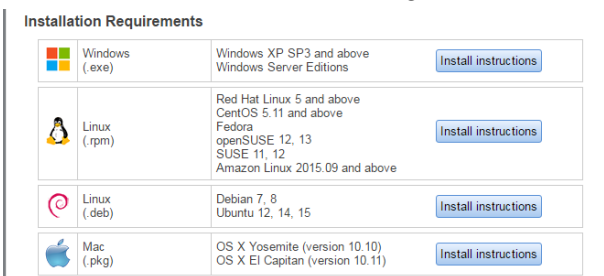 Installation Requirements
Windows
(.exe)
Windows XP SP3 and above
Windows Server Editions
Install instructions
Linux
(.rpm)
Red Hat Linux 5 and above
CentOS 5.11 and above
Fedora
openSUSE 12, 13
SUSE 11, 12
Amazon Linux 2015.09 and above
Install instructions
Linux
(.deb)
Debian 7, 8
Ubuntu 12, 14, 15
Install instructions
Mac
(.pkg)
OS X Yosemite (version 10.10)
OS X El Capitan (version 10.11)
Install instructions